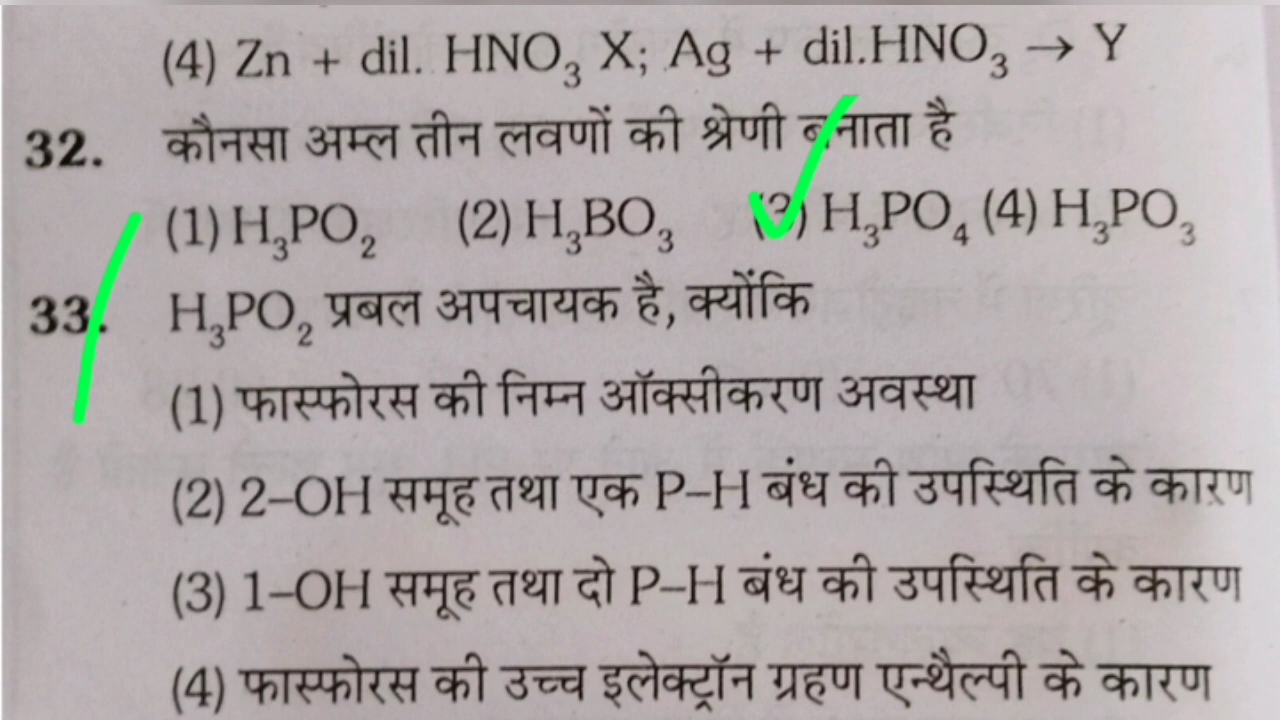 (4) Zn + dil. HNO₃ X; Ag + dil.HNO₃ → Y
32. कौनसा अम्ल तीन लवणों की श्रेणी बनाता है
(1) H₃PO₂ (2) H₃BO₃ (3) H₃PO₄ (4) H₃PO₃
33. H₃PO₂ प्रबल अपचायक है, क्योंकि
(1) फास्फोरस की निम्न ऑक्सीकरण अवस्था
(2) 2–OH समूह तथा एक P–H बंध की उपस्थिति के कारण
(3) 1–OH समूह तथा दो P–H बंध की उपस्थिति के कारण
(4) फास्फोरस की उच्च इलेक्ट्रॉन ग्रहण एन्थैल्पी के कारण